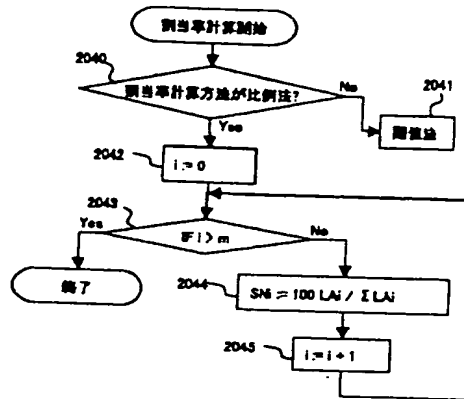 割当率計算開始
2040
割当率計算方法が比例法?
No
2041
閾値法
Yes
2042
i := 0
2043
Yes
IF i > m
No
終了
2044
SNi := 100 LAi / Σ LAi
2045
i := i + 1